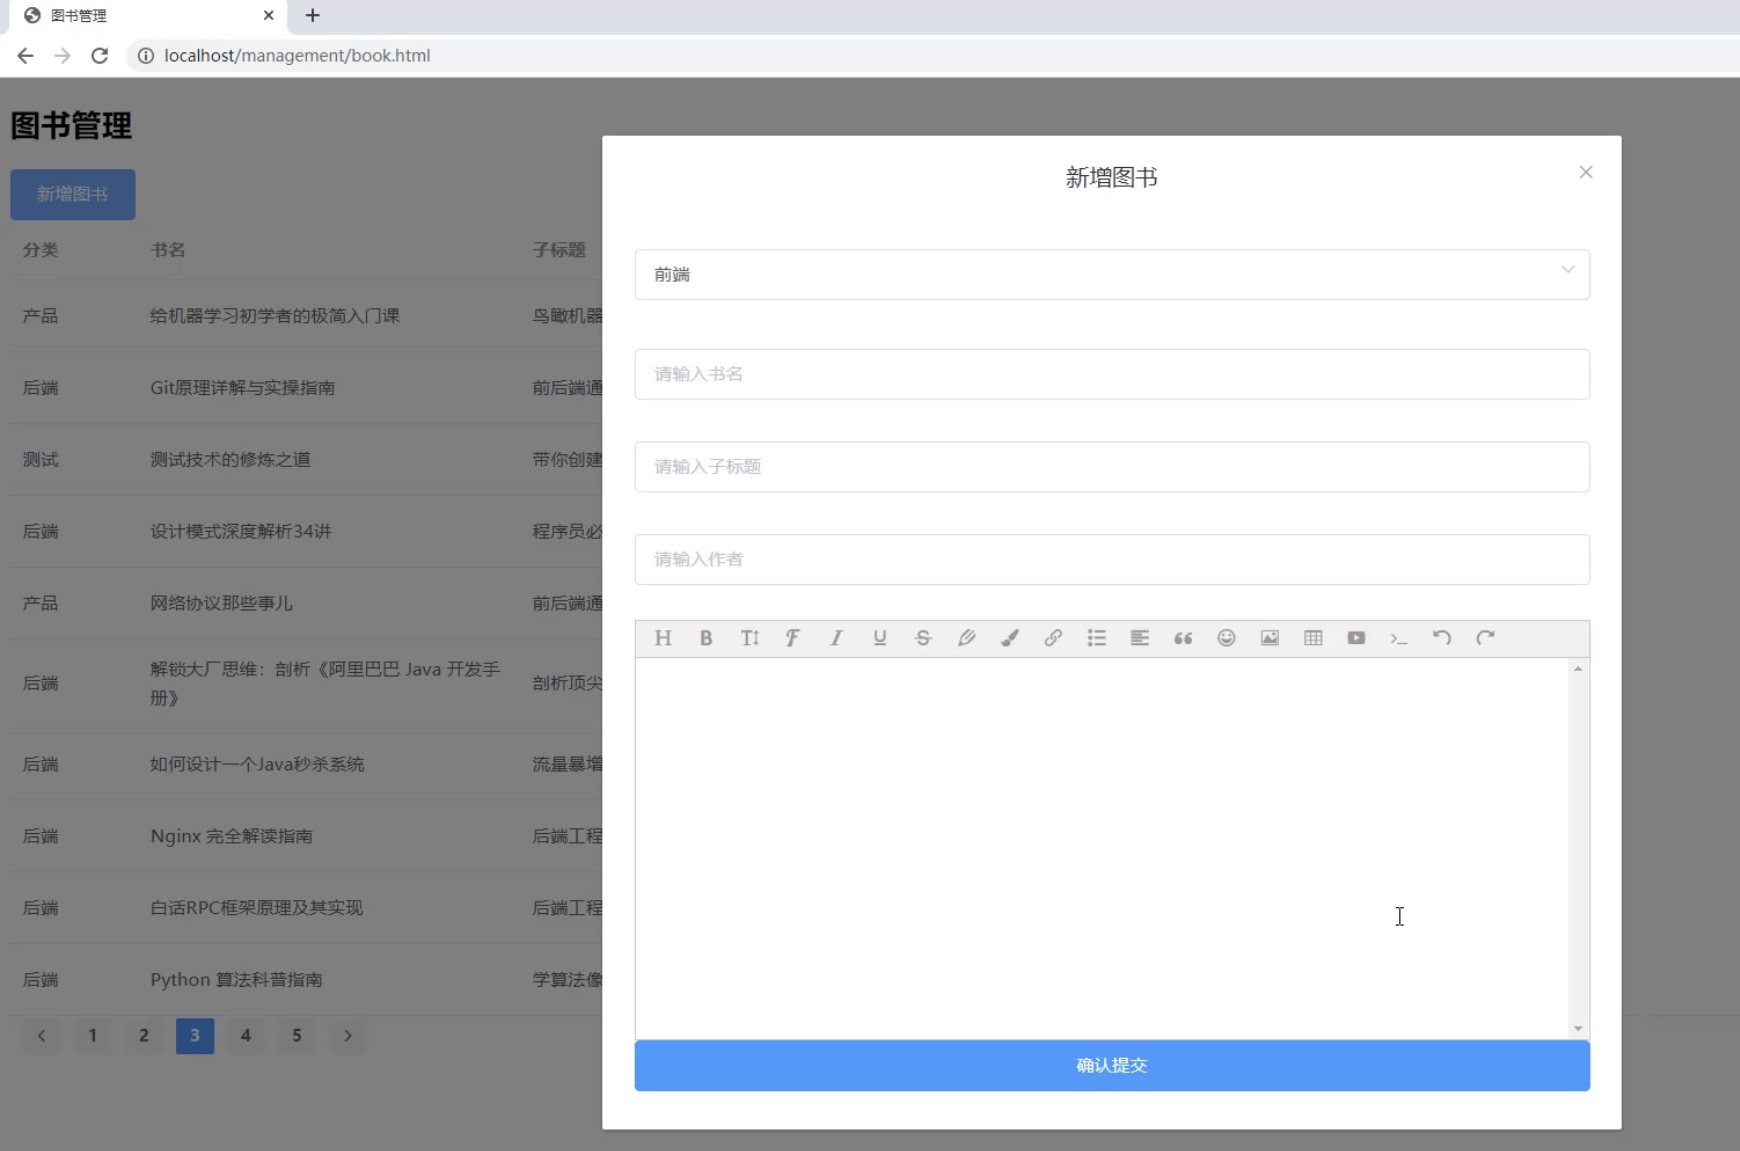 图书管理
localhost/management/book.html
图书管理
新增图书
分类 书名 子标题
产品 给机器学习初学者的极简入门课 鸟瞰机器
后端 Git原理详解与实操指南 前后端通
测试 测试技术的修炼之道 带你创建
后端 设计模式深度解析34讲 程序员必
产品 网络协议那些事儿 前后端通
后端 解锁大厂思维：剖析《阿里巴巴 Java 开发手
册》 剖析顶尖
后端 如何设计一个Java秒杀系统 流量暴增
后端 Nginx 完全解读指南 后端工程
后端 白话RPC框架原理及其实现 后端工程
后端 Python 算法科普指南 学算法像
1 2 3 4 5
新增图书
前端
请输入书名
请输入子标题
请输入作者
确认提交